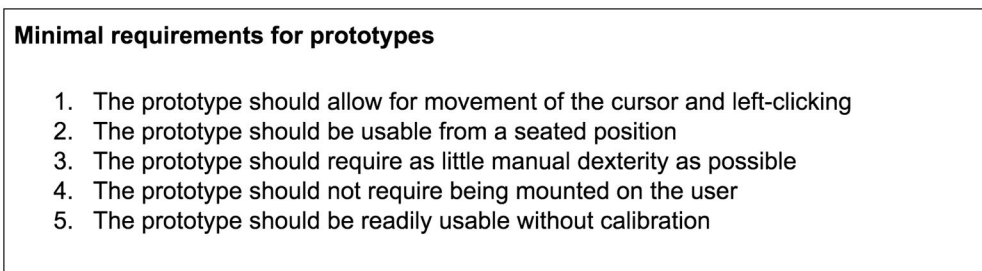 Minimal requirements for prototypes
1. The prototype should allow for movement of the cursor and left-clicking
2. The prototype should be usable from a seated position
3. The prototype should require as little manual dexterity as possible
4. The prototype should not require being mounted on the user
5. The prototype should be readily usable without calibration